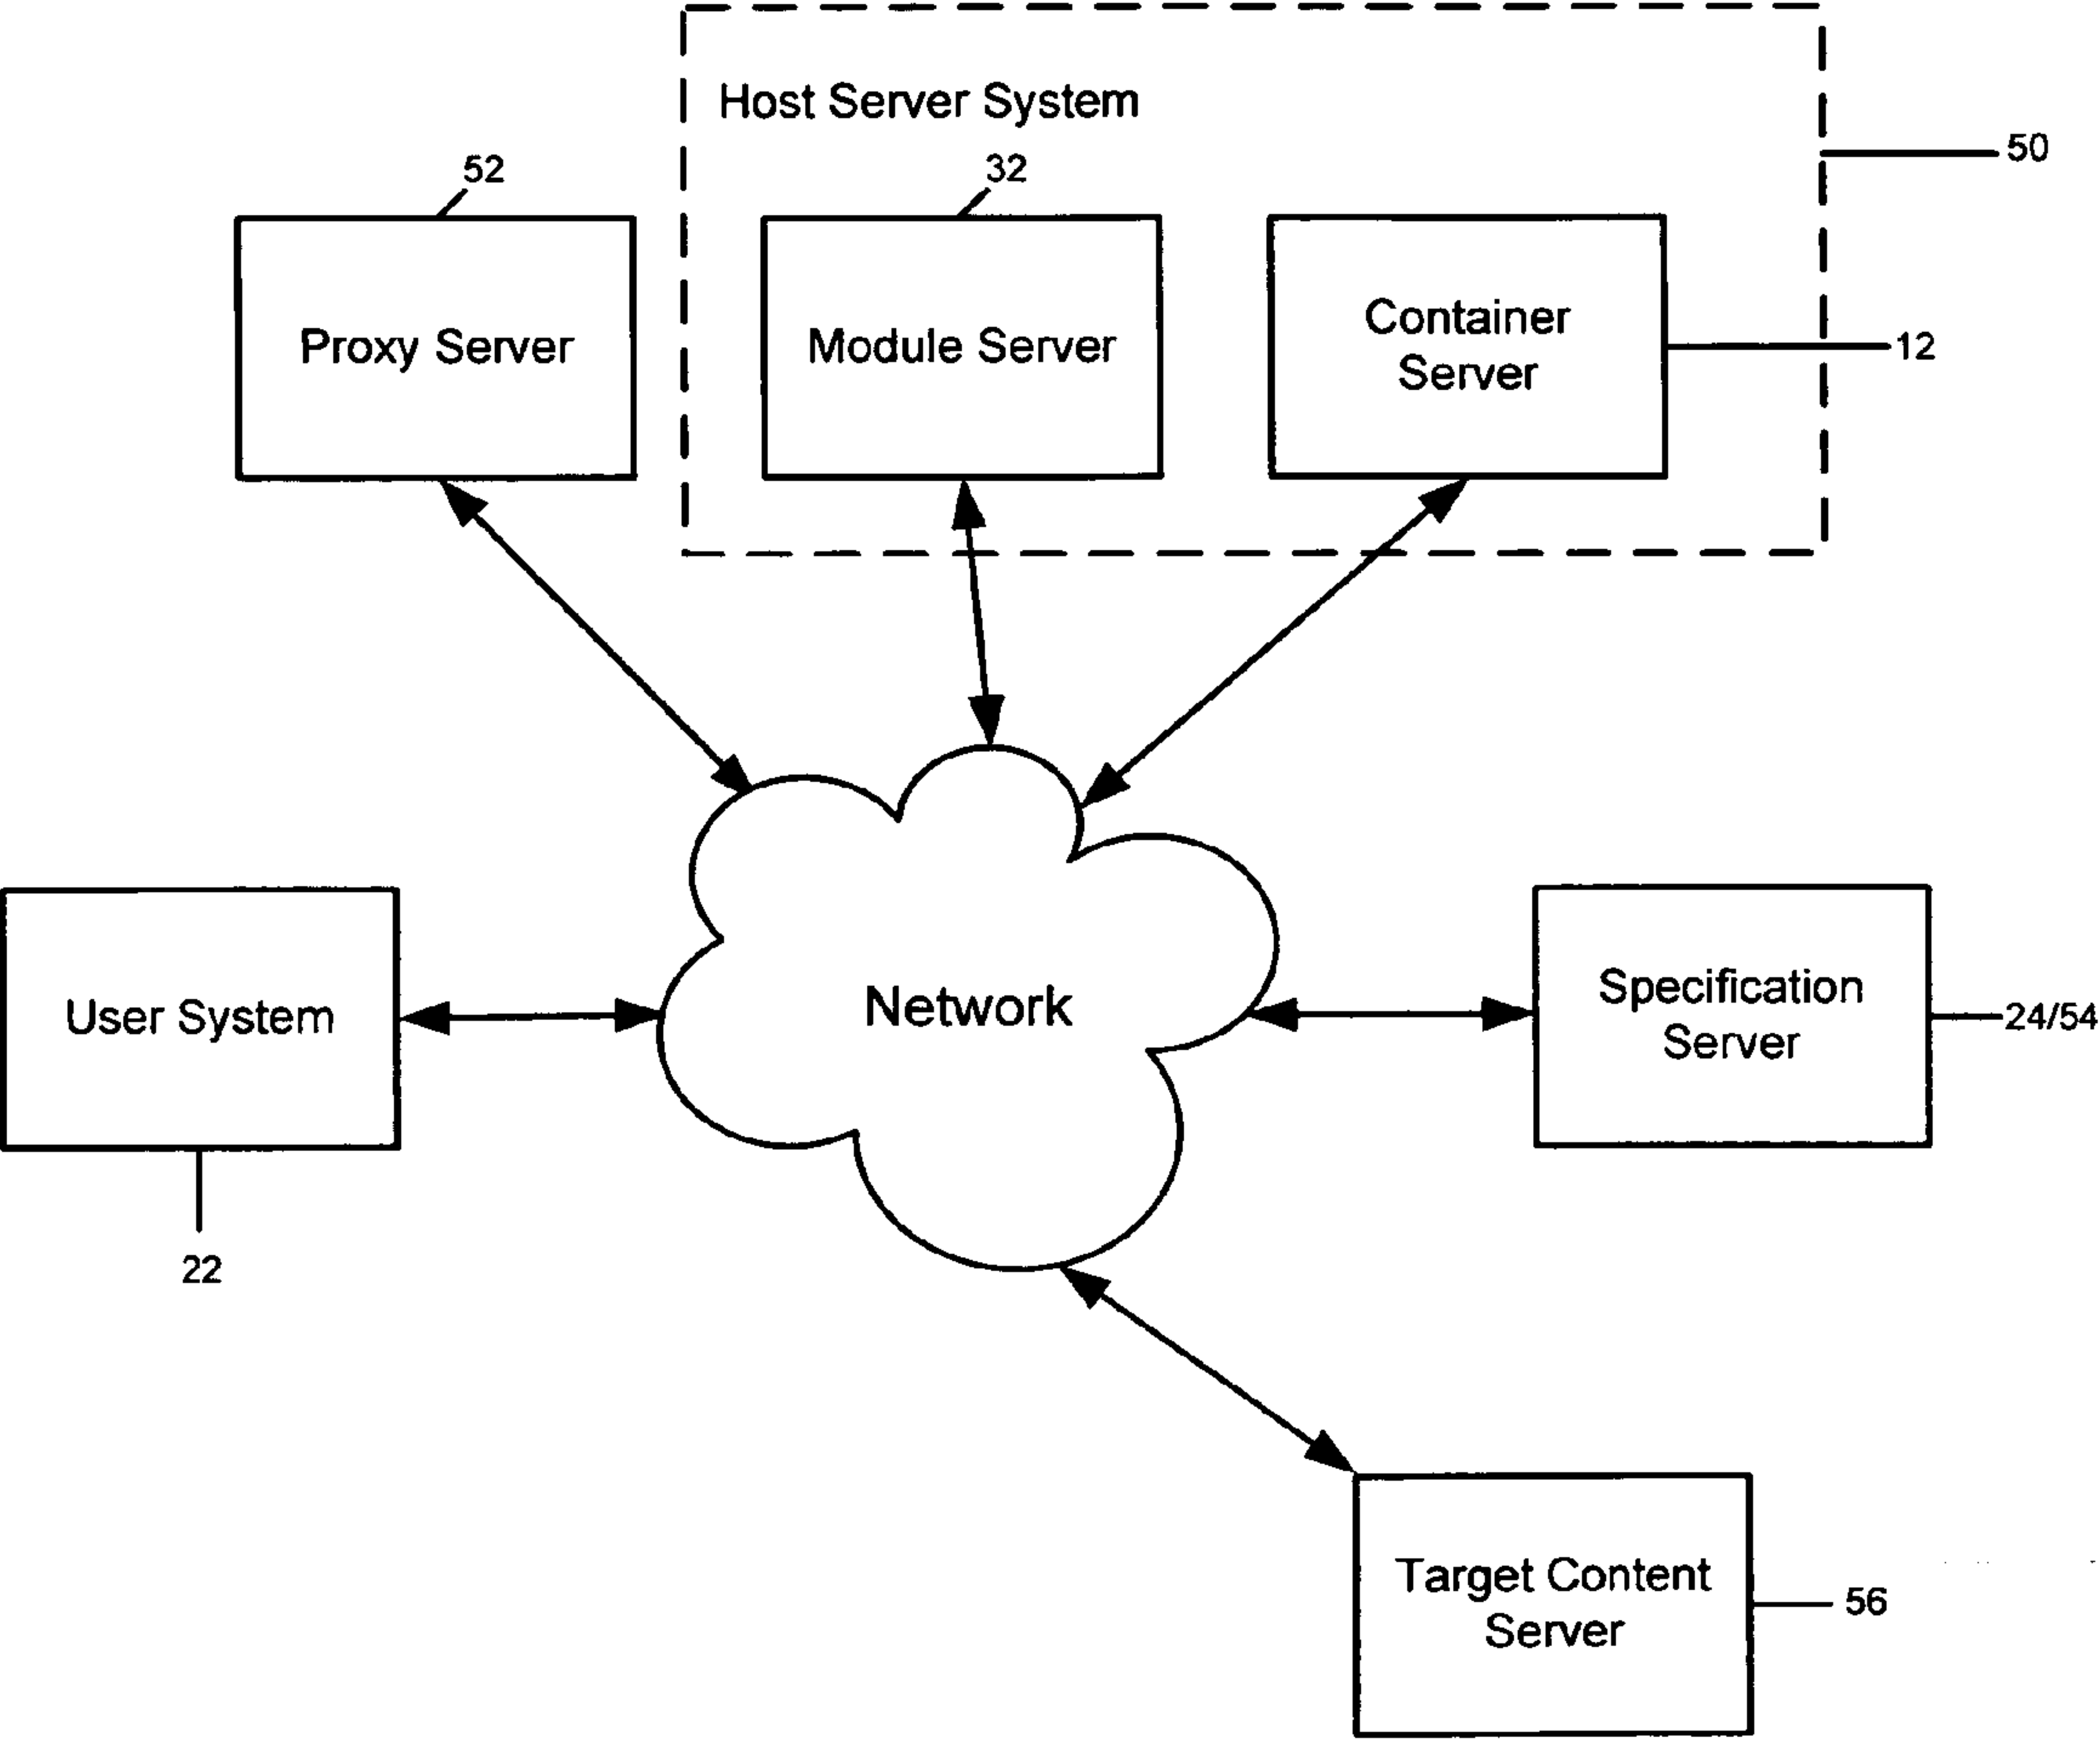 Host Server System
50
52
32
Proxy Server
Module Server
Container
Server
12
User System
Network
Specification
Server
24/54
22
Target Content
Server
56